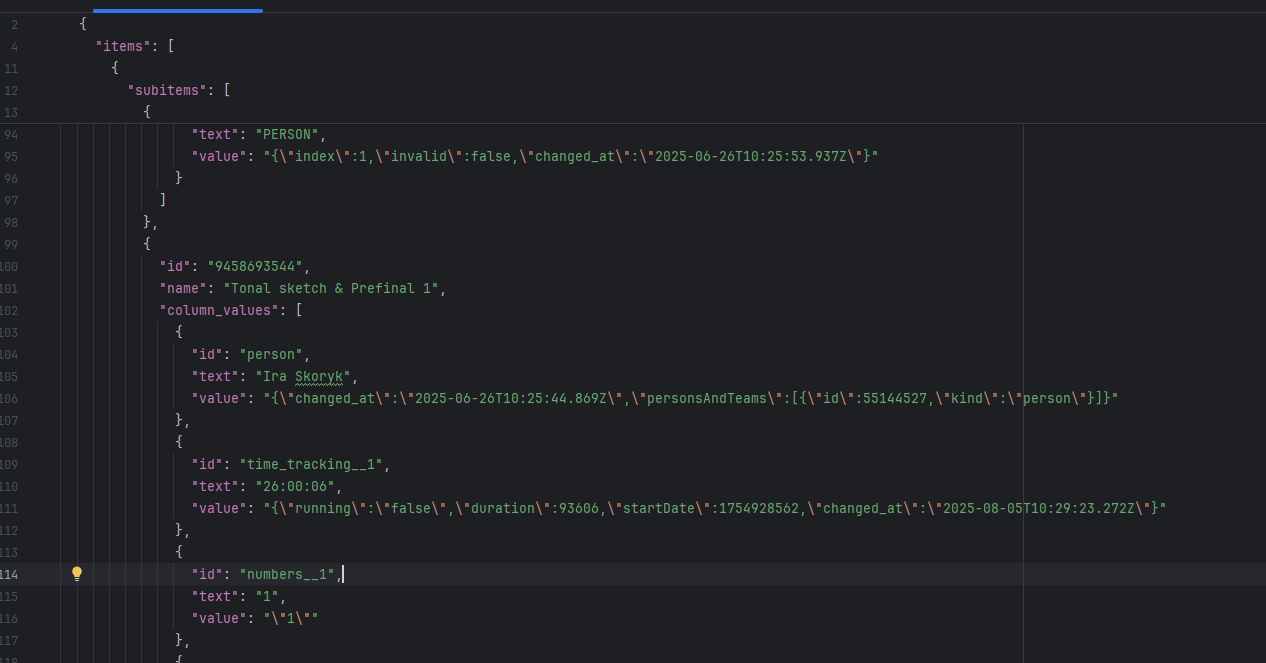 2 {
4 "items": [
11 {
12 "subitems": [
13 {
94 "text": "PERSON",
95 "value": "{\"index\":1,\"invalid\":false,\"changed_at\":\"2025-06-26T10:25:53.937Z\"}"
96 }
97 ]
98 },
99 {
100 "id": "9458693544",
101 "name": "Tonal sketch & Prefinal 1",
102 "column_values": [
103 {
104 "id": "person",
105 "text": "Ira Skoryk",
106 "value": "{\"changed_at\":\"2025-06-26T10:25:44.869Z\",\"personsAndTeams\":[{\"id\":55144527,\"kind\":\"person\"}]}"
107 },
108 {
109 "id": "time_tracking__1",
110 "text": "26:00:06",
111 "value": "{\"running\":\"false\",\"duration\":93606,\"startDate\":1754928562,\"changed_at\":\"2025-08-05T10:29:23.272Z\"}"
112 },
113 {
114 "id": "numbers__1",
115 "text": "1",
116 "value": "\"1\""
117 },
118 {